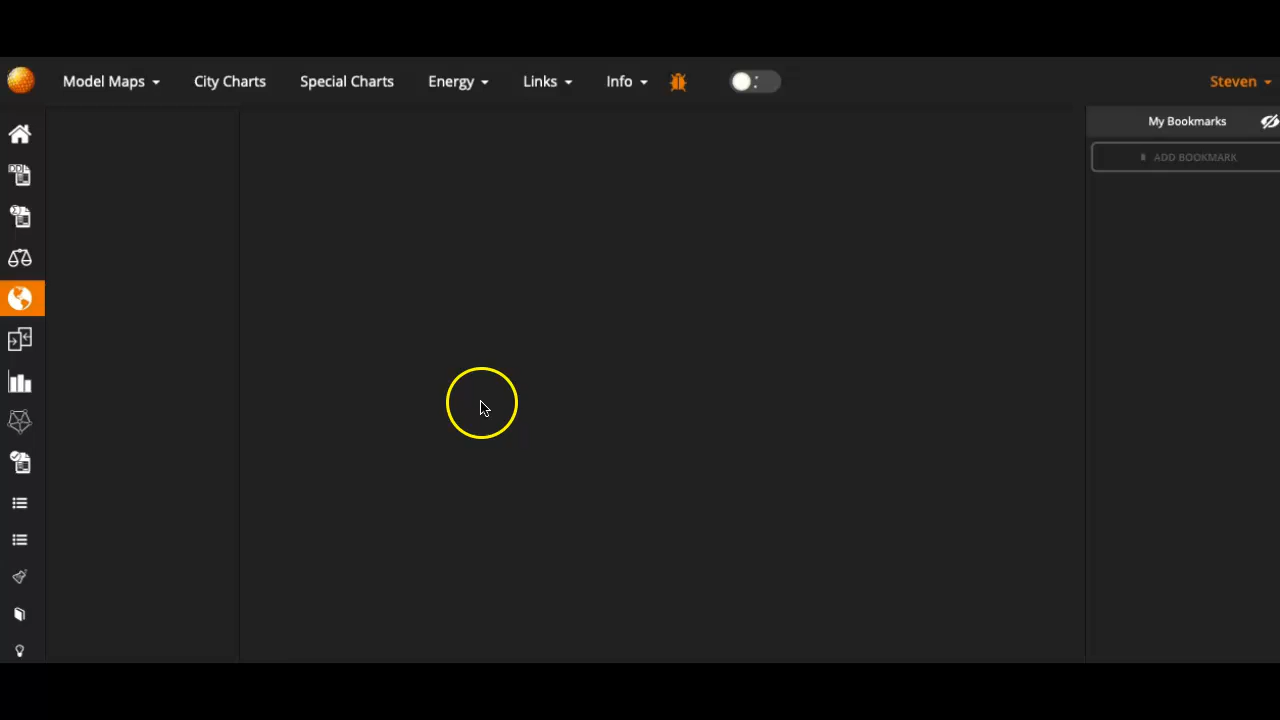 Model Maps City Charts Special Charts Energy Links Info Steven
My Bookmarks
ADD BOOKMARK